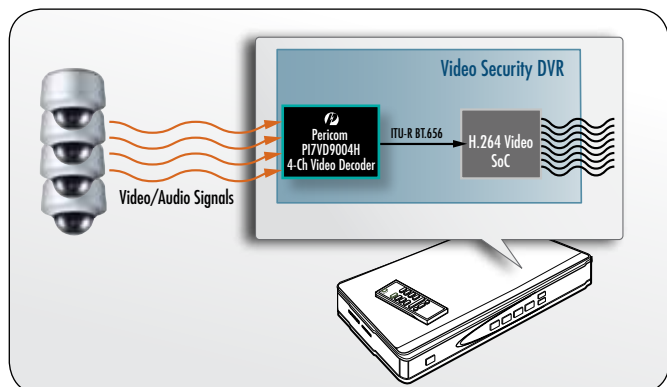 Video Security DVR
Pericom
PI7VD9004H
4-Ch Video Decoder
ITU-R BT.656
H.264 Video
SoC
Video/Audio Signals